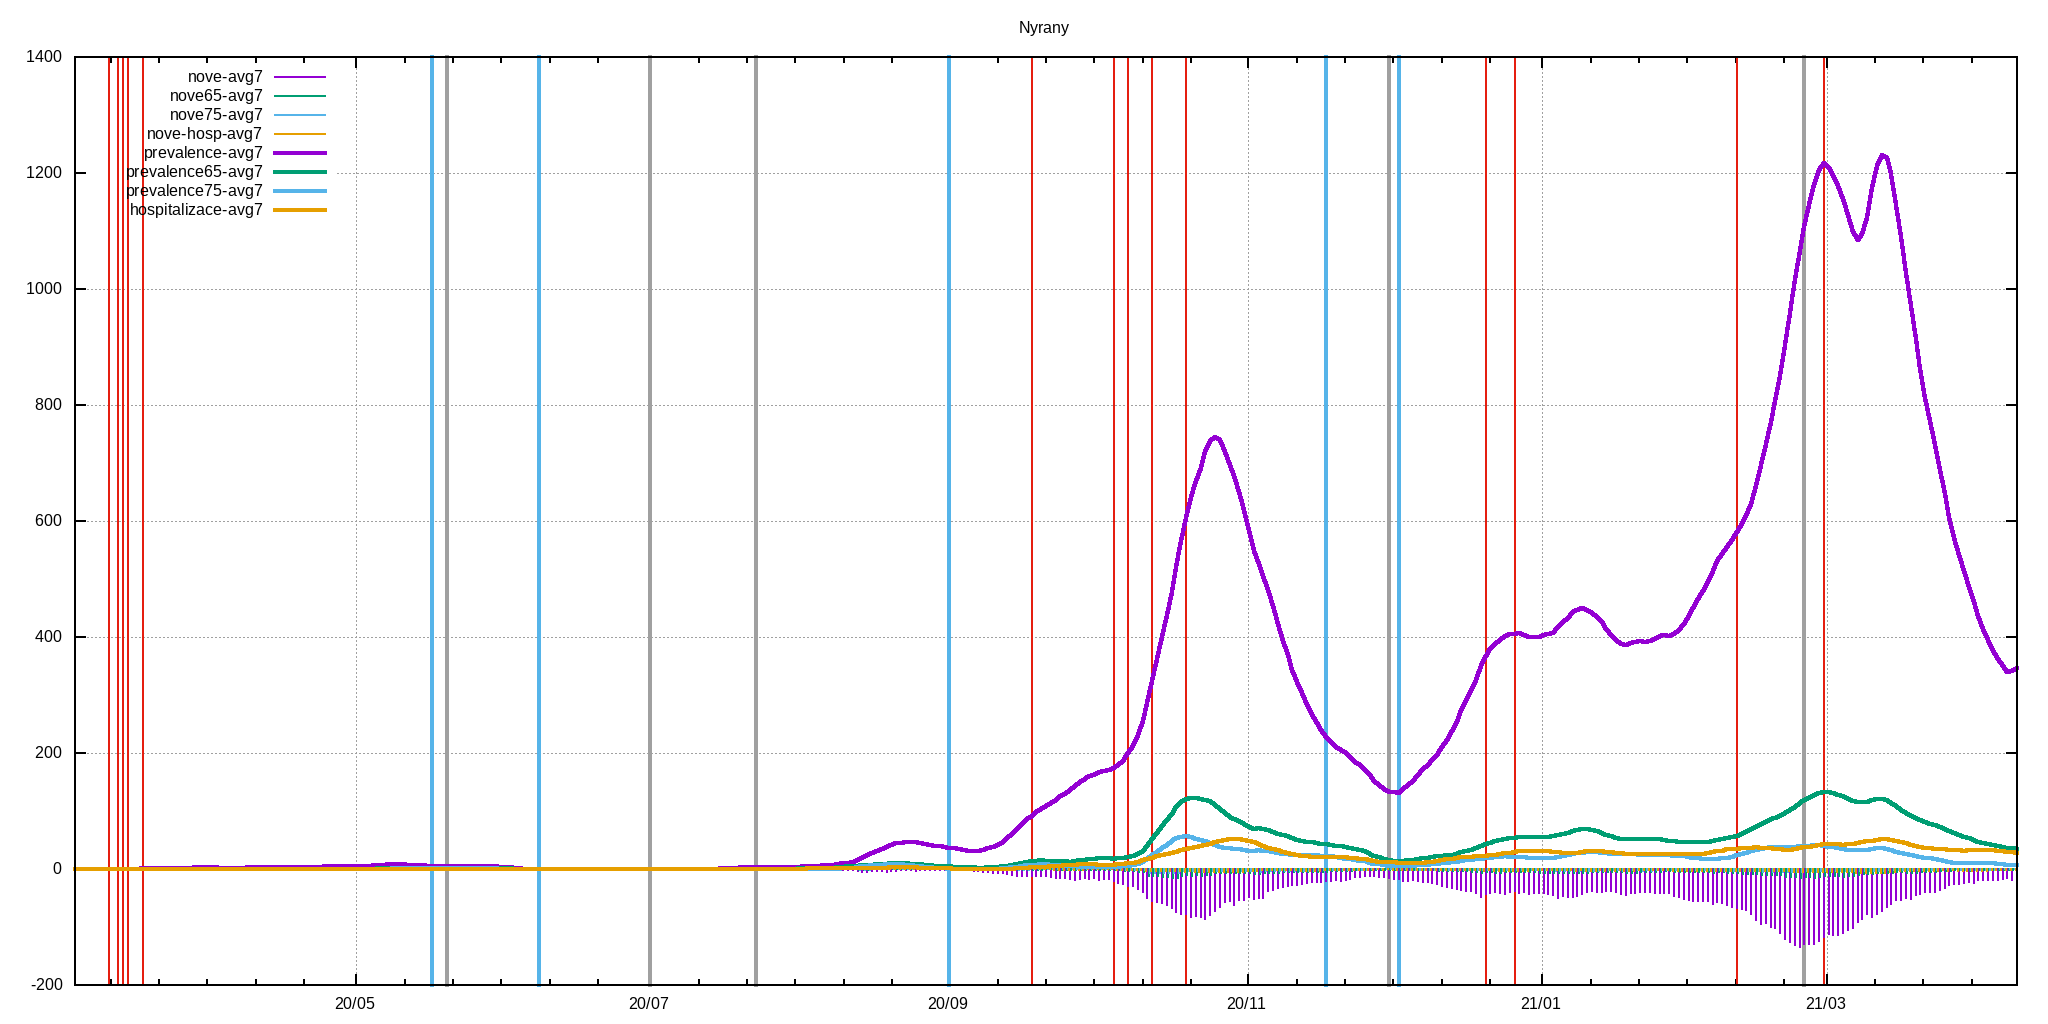 Nyrany
1400
1200
1000
800
600
400
200
0
-200
nove-avg7
nove65-avg7
nove75-avg7
nove-hosp-avg7
prevalence-avg7
prevalence65-avg7
prevalence75-avg7
hospitalizace-avg7
20/05 20/07 20/09 20/11 21/01 21/03